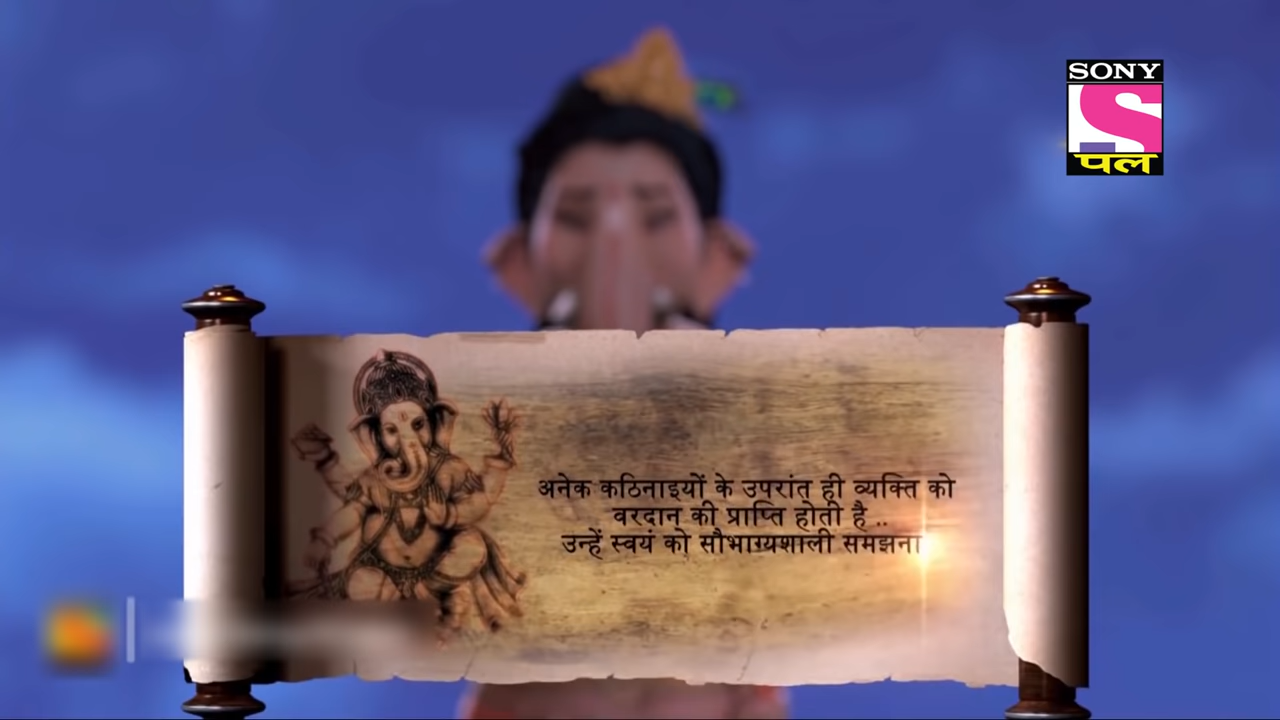 SONY
S
पल
अनेक कठिनाइयों के उपरांत ही व्यक्ति को
वरदान की प्राप्ति होती है ..
उन्हें स्वयं को सौभाग्यशाली समझना